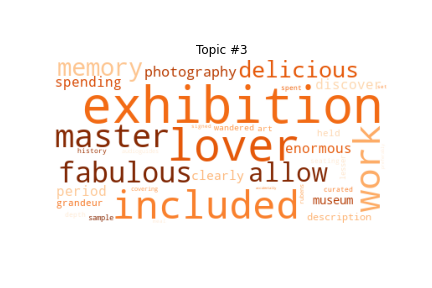 Topic #3
memory photography delicious
spending discover
spent
exhibition
signed wandered art
master lover held
history enormous
fabulous clearly allow work
period covering included curated
grandeur museum
sample description